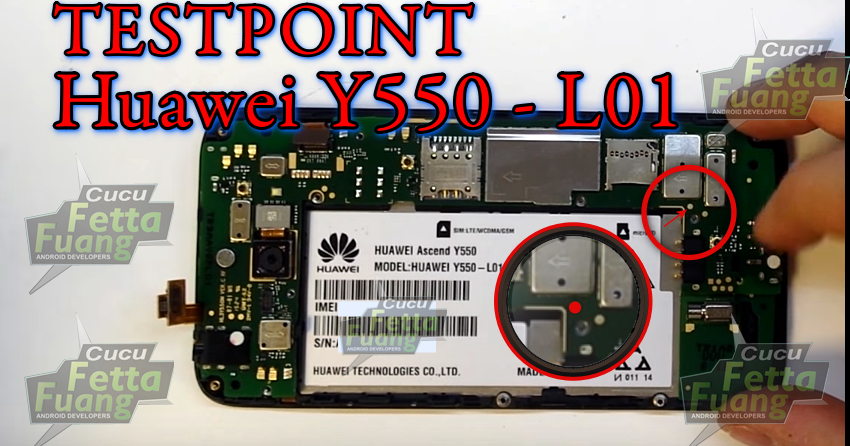 TESTPOINT
Huawei Y550 - L01
Cucu
Fetta
Fuang
ANDROID DEVELOPERS
Cucu
Fetta
Fuang
ANDROID DEVELOPERS
SIM:LTE/WCDMA/GSM
HUAWEI
HUAWEI Ascend Y550
MODEL:HUAWEI Y550-L01
IMEI
S/N:
HUAWEI TECHNOLOGIES CO.,LTD.
MADE
011 14
Cucu
Fetta
Fuang
ANDROID DEVELOPERS
Cucu
Fetta
Fuang
ANDROID DEVELOPERS
Cucu
Fetta
Fuang
ANDROID DEVELOPERS